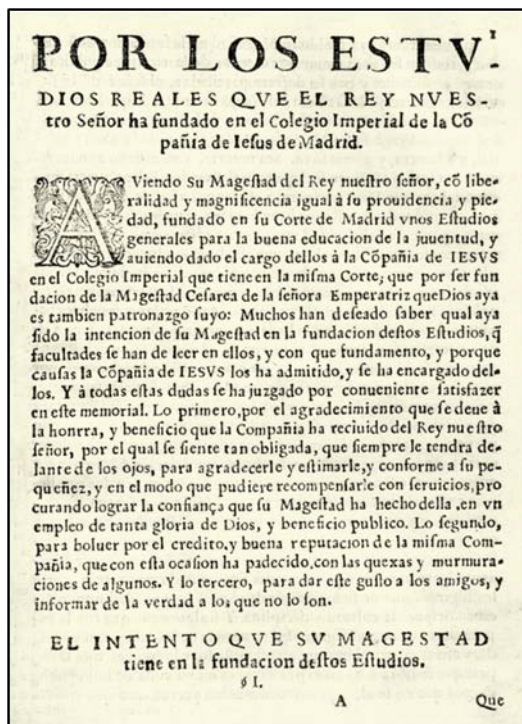 1
POR LOS ESTV-
DIOS REALES QVE EL REY NVES-
tro Señor ha fundado en el Colegio Imperial de la Cõ
pañia de Iesus de Madrid.
AViendo Su Magestad del Rey nuestro señor, cõ libe-
ralidad y magnificencia igual à su prouidencia y pie-
dad, fundado en su Corte de Madrid vnos Estudios
generales para la buena educacion de la juuentud, y
auiendo dado el cargo dellos à la Cõpañia de IESVS
en el Colegio Imperial que tiene en la misma Corte; que por ser fun
dacion de la Magestad Cesarea de la señora Emperatriz que Dios aya
es tambien patronazgo suyo: Muchos han deseado saber qual aya
sido la intencion de su Magestad en la fundacion destos Estudios, q̃
facultades se han de leer en ellos, y con que fundamento, y porque
causas la Cõpañia de IESVS los ha admitido, y se ha encargado del-
los. Y à todas estas dudas se ha juzgado por conueniente satisfazer
en este memorial. Lo primero, por el agradecimiento que se deue à
la honrra, y beneficio que la Compañia ha reciuido del Rey nuestro
señor, por el qual se siente tan obligada, que siempre le tendra de-
lante de los ojos, para agradecerle y estimarle, y conforme a su pe-
queñez, y en el modo que pudiere recompensarle con seruicios, pro
curando lograr la confiança que su Magestad ha hecho della .en vn
empleo de tanta gloria de Dios, y beneficio publico. Lo segundo,
para boluer por el credito, y buena reputacion de la misma Com-
pañia, que con esta ocasion ha padecido. con las quexas y murmura-
ciones de algunos. Y lo tercero, para dar este gusto a los amigos, y
informar de la verdad a los que no lo son.
EL INTENTO QVE SV MAGESTAD
tiene en la fundacion destos Estudios.
§ I.
A Que